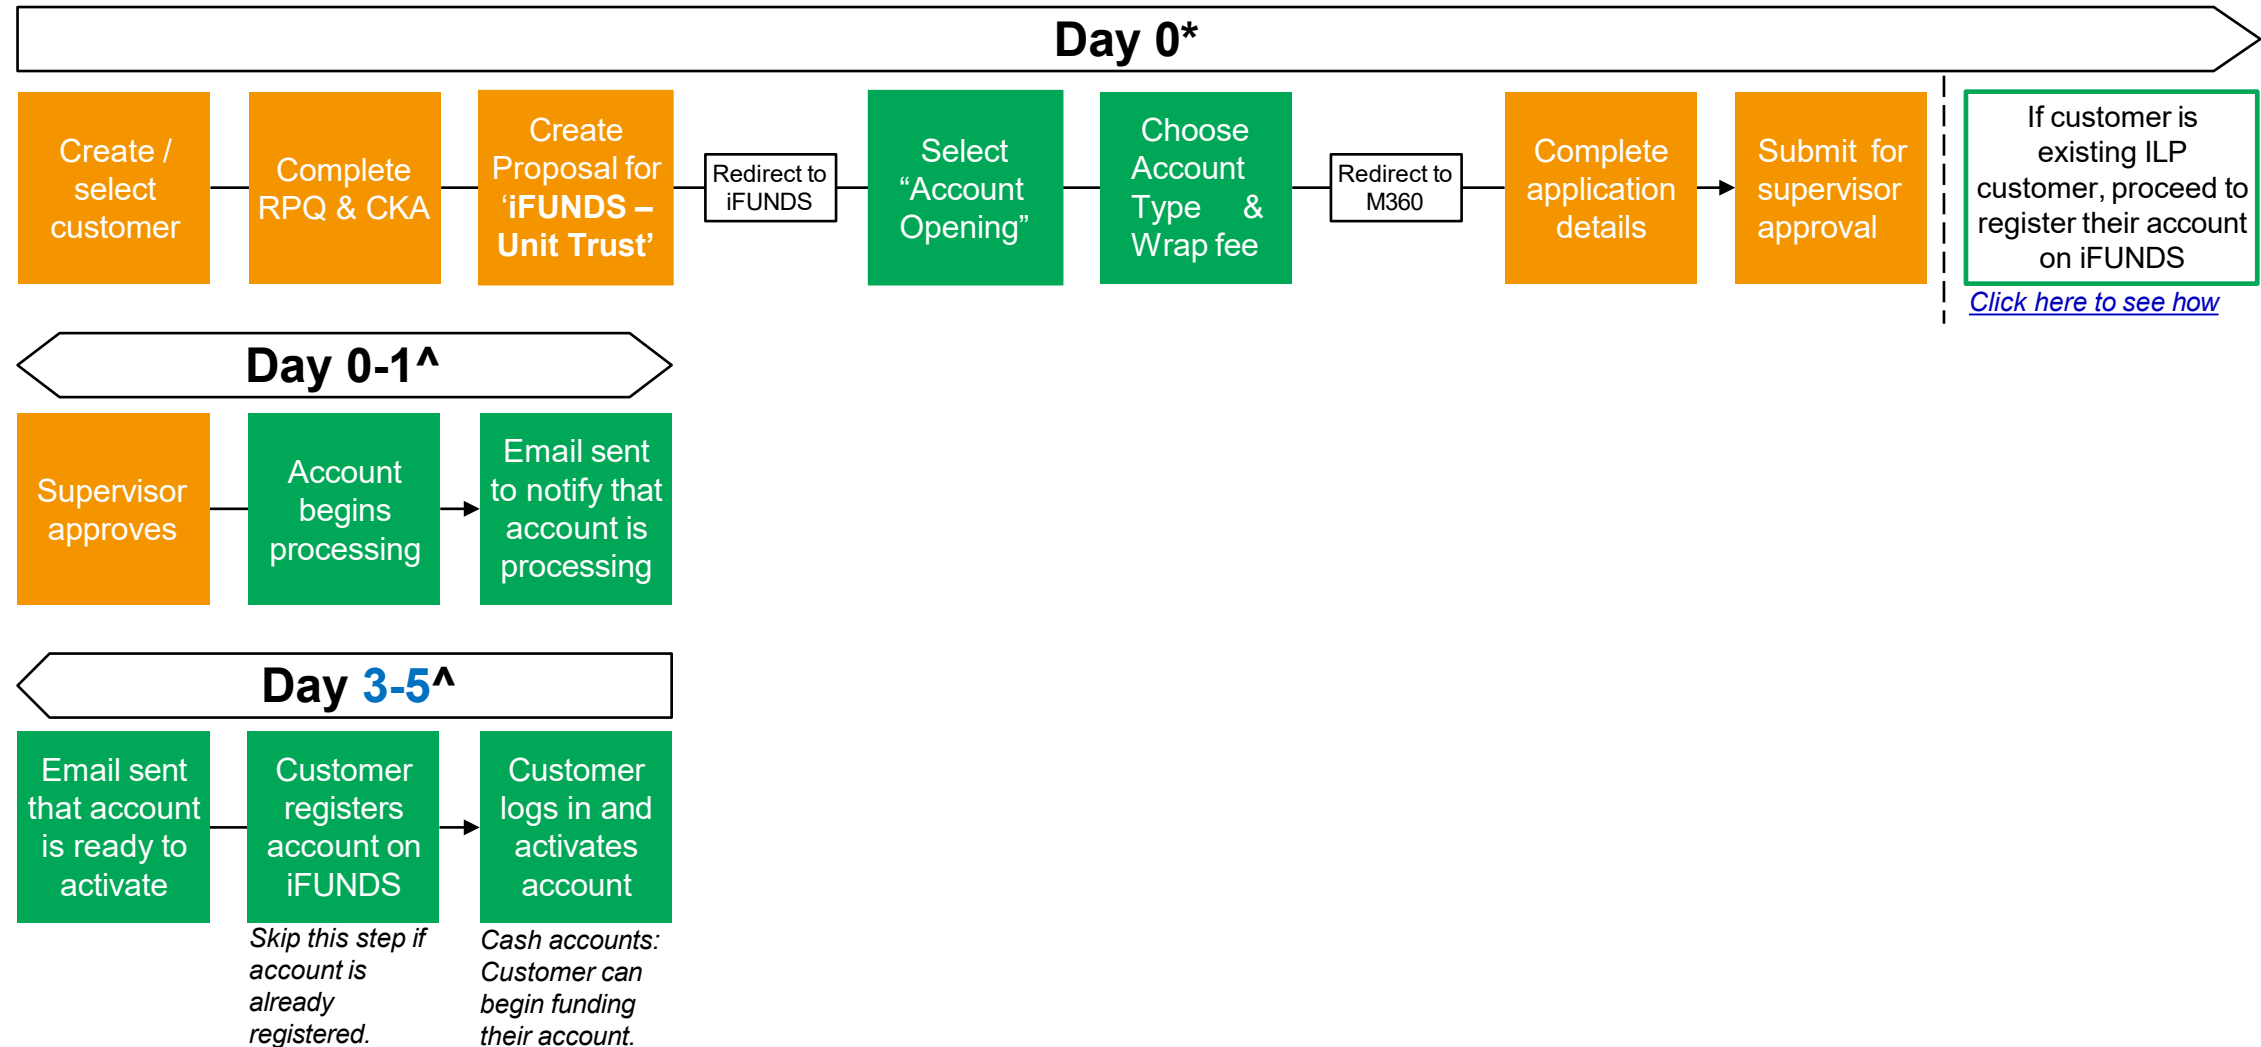 Day 0*
Create /
select
customer
Complete
RPQ & CKA
Create
Proposal for
‘iFUNDS –
Unit Trust’
Redirect to
iFUNDS
Select
“Account
Opening”
Choose
Account
Type &
Wrap fee
Redirect to
M360
Complete
application
details
Submit for
supervisor
approval
If customer is
existing ILP
customer, proceed to
register their account
on iFUNDS
Click here to see how
Day 0-1^
Supervisor
approves
Account
begins
processing
Email sent
to notify that
account is
processing
Day 3-5^
Email sent
that account
is ready to
activate
Customer
registers
account on
iFUNDS
Skip this step if
account is
already
registered.
Customer
logs in and
activates
account
Cash accounts:
Customer can
begin funding
their account.